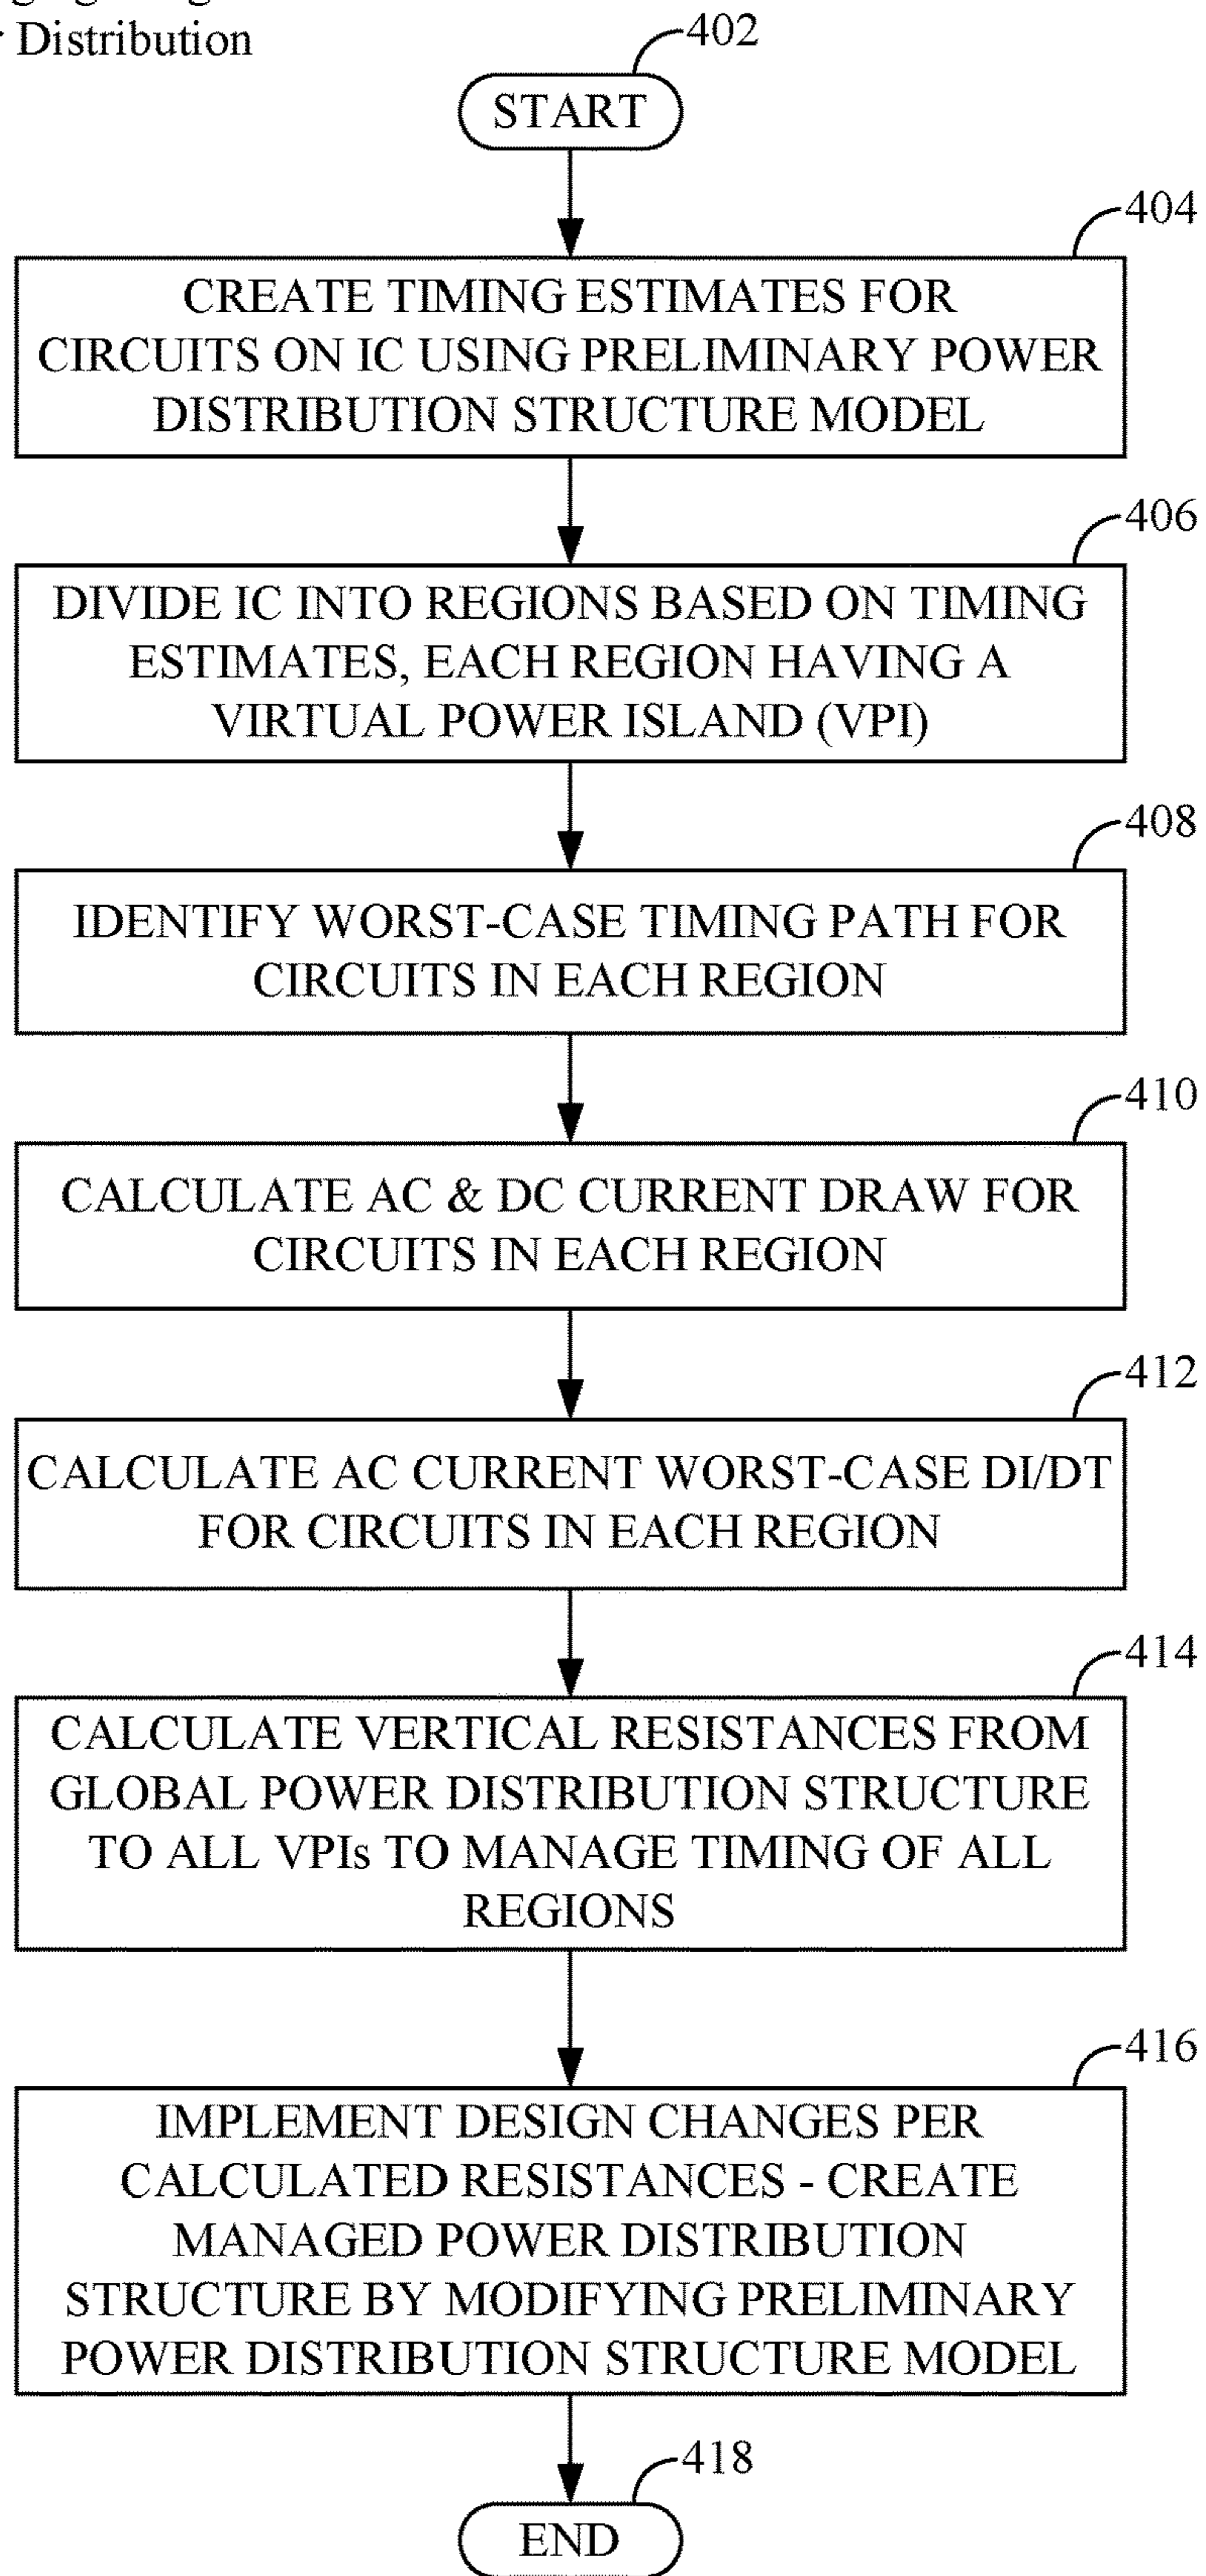 Distribution
402
START
404
CREATE TIMING ESTIMATES FOR
CIRCUITS ON IC USING PRELIMINARY POWER
DISTRIBUTION STRUCTURE MODEL
406
DIVIDE IC INTO REGIONS BASED ON TIMING
ESTIMATES, EACH REGION HAVING A
VIRTUAL POWER ISLAND (VPI)
408
IDENTIFY WORST-CASE TIMING PATH FOR
CIRCUITS IN EACH REGION
410
CALCULATE AC & DC CURRENT DRAW FOR
CIRCUITS IN EACH REGION
412
CALCULATE AC CURRENT WORST-CASE DI/DT
FOR CIRCUITS IN EACH REGION
414
CALCULATE VERTICAL RESISTANCES FROM
GLOBAL POWER DISTRIBUTION STRUCTURE
TO ALL VPIs TO MANAGE TIMING OF ALL
REGIONS
416
IMPLEMENT DESIGN CHANGES PER
CALCULATED RESISTANCES - CREATE
MANAGED POWER DISTRIBUTION
STRUCTURE BY MODIFYING PRELIMINARY
POWER DISTRIBUTION STRUCTURE MODEL
418
END